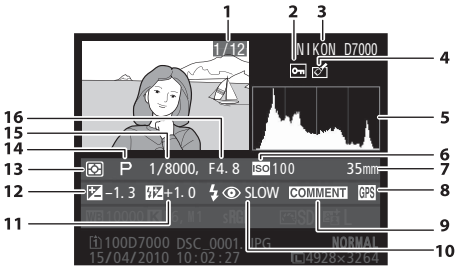 1 2 3
1/12 NIKON D7000
4
16
15
14
5
6
P 1/8000, F4. 8 ISO 100 35mm
13 7
12 -1. 3 +1. 0 SLOW COMMENT GPS 8
9
11 10
100D7000 DSC_0001. JPG NORMAL
15/04/2010 10:02:27 L 4928×3264